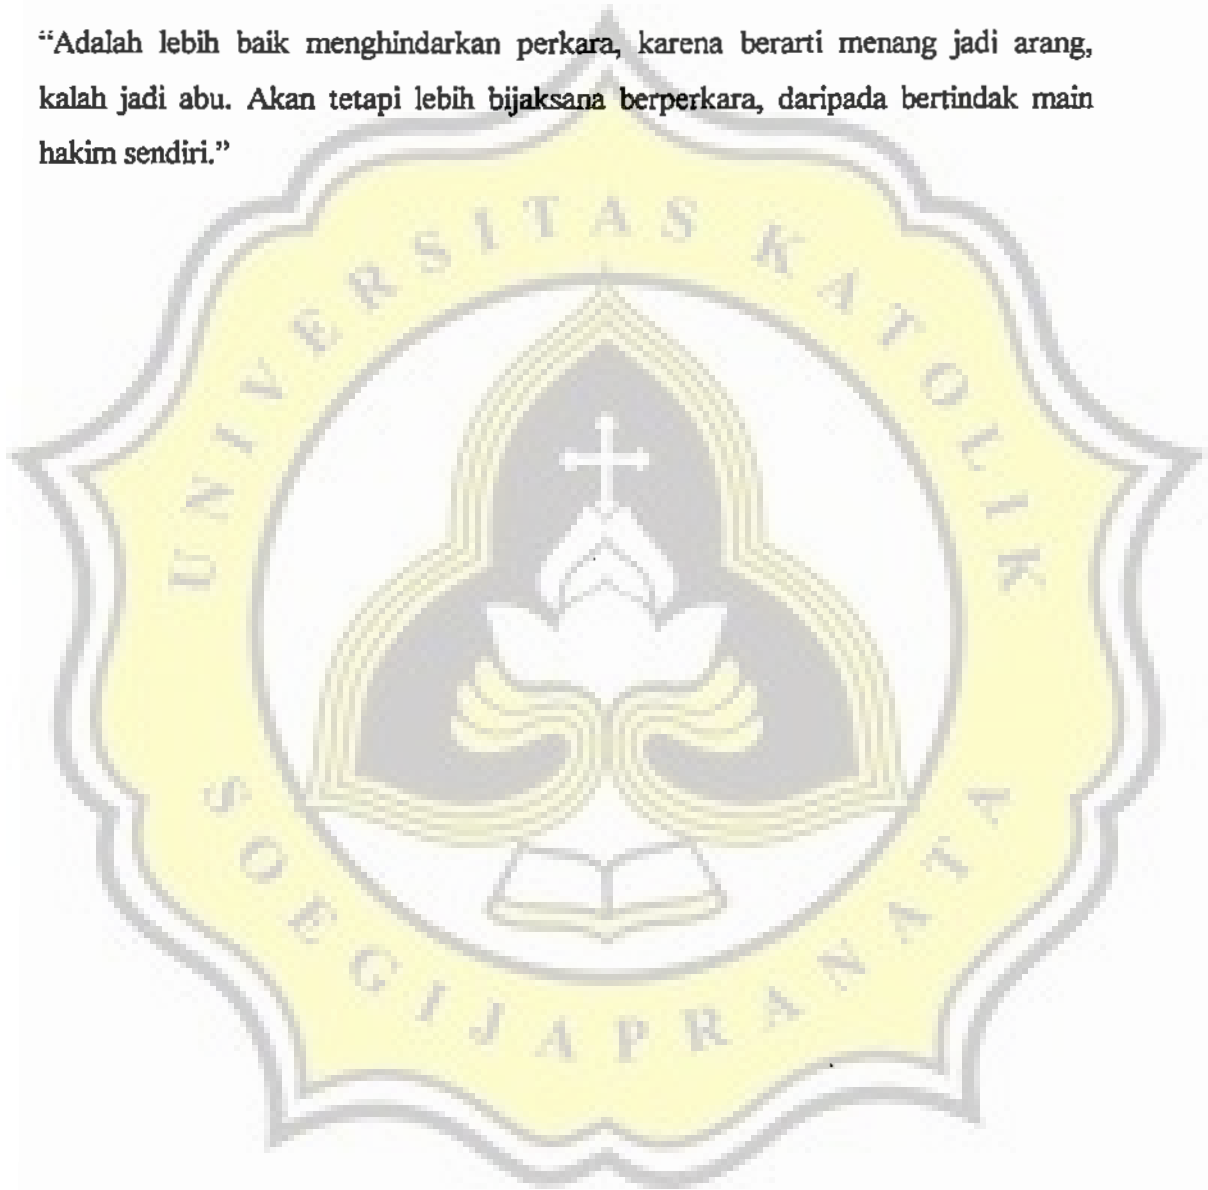 “Adalah lebih baik menghindarkan perkara, karena berarti menang jadi arang,
kalah jadi abu. Akan tetapi lebih bijaksana berperkara, daripada bertindak main
hakim sendiri.”
UNIVERSITAS KATOLIK
SOEGIJAPRANATA